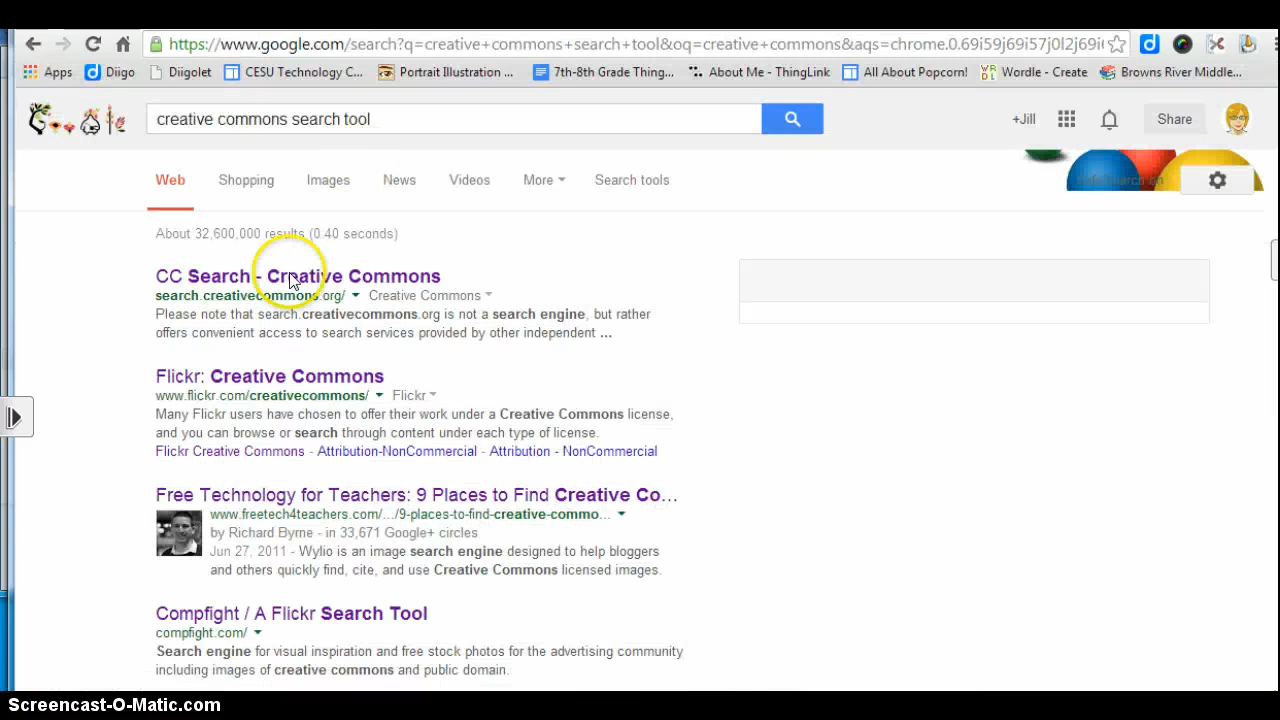 https://www.google.com/search?q=creative+commons+search+tool&oq=creative+commons&aqs=chrome.0.69i59j69i57j0l2j69i
Apps Diigo Diigolet CESU Technology C... Portrait Illustration ... 7th-8th Grade Thing... About Me - ThingLink All About Popcorn! Wordle - Create Browns River Middle...
creative commons search tool
+Jill
Share
Web Shopping Images News Videos More Search tools
About 32,600,000 results (0.40 seconds)
CC Search - Creative Commons
search.creativecommons.org/ Creative Commons
Please note that search.creativecommons.org is not a search engine, but rather
offers convenient access to search services provided by other independent ...
Flickr: Creative Commons
www.flickr.com/creativecommons/ Flickr
Many Flickr users have chosen to offer their work under a Creative Commons license,
and you can browse or search through content under each type of license.
Flickr Creative Commons - Attribution-NonCommercial - Attribution - NonCommercial
Free Technology for Teachers: 9 Places to Find Creative Co...
www.freetech4teachers.com/.../9-places-to-find-creative-commo...
by Richard Byrne - in 33,671 Google+ circles
Jun 27, 2011 - Wylio is an image search engine designed to help bloggers
and others quickly find, cite, and use Creative Commons licensed images.
Compfight / A Flickr Search Tool
compfight.com/
Search engine for visual inspiration and free stock photos for the advertising community
including images of creative commons and public domain.
Screencast-O-Matic.com